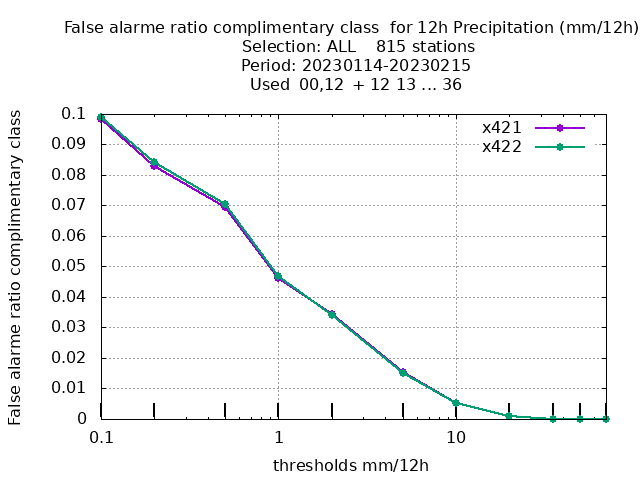 False alarme ratio complimentary class  for 12h Precipitation (mm/12h)
Selection: ALL    815 stations
Period: 20230114-20230215
Used  00,12  + 12 13 ... 36
False alarme ratio complimentary class
0.1
0.09
0.08
0.07
0.06
0.05
0.04
0.03
0.02
0.01
0
x421
x422
0.1
1
10
thresholds mm/12h